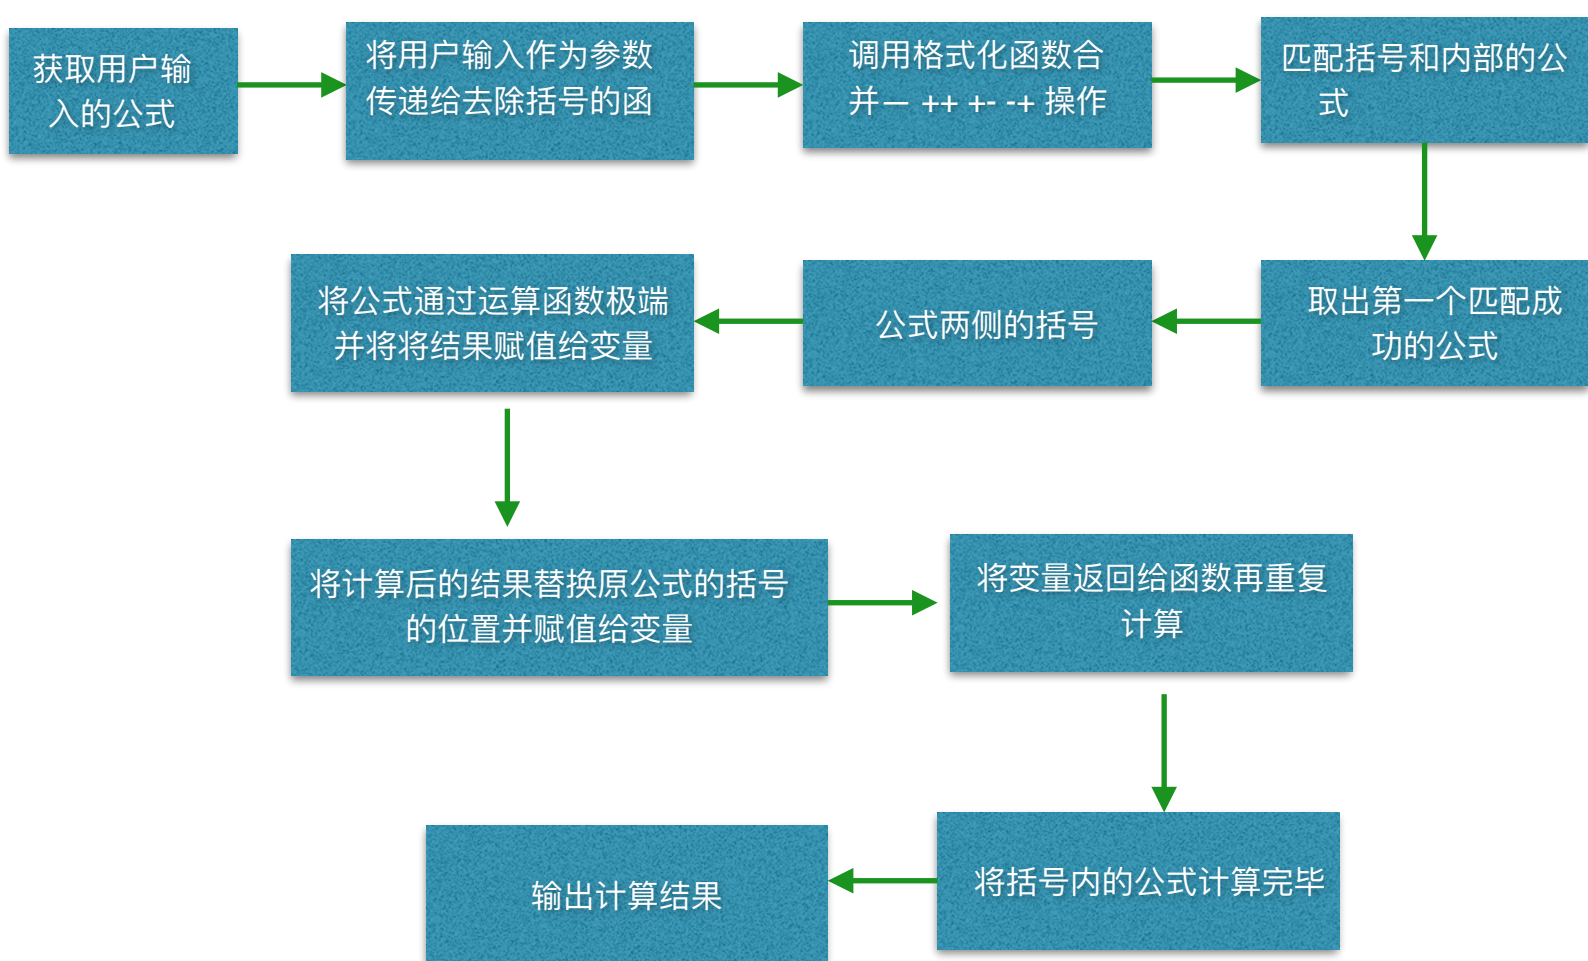 获取用户输
入的公式
将用户输入作为参数
传递给去除括号的函
调用格式化函数合
并— ++ +- -+ 操作
匹配括号和内部的公
式
取出第一个匹配成
功的公式
公式两侧的括号
将公式通过运算函数极端
并将将结果赋值给变量
将计算后的结果替换原公式的括号
的位置并赋值给变量
将变量返回给函数再重复
计算
将括号内的公式计算完毕
输出计算结果